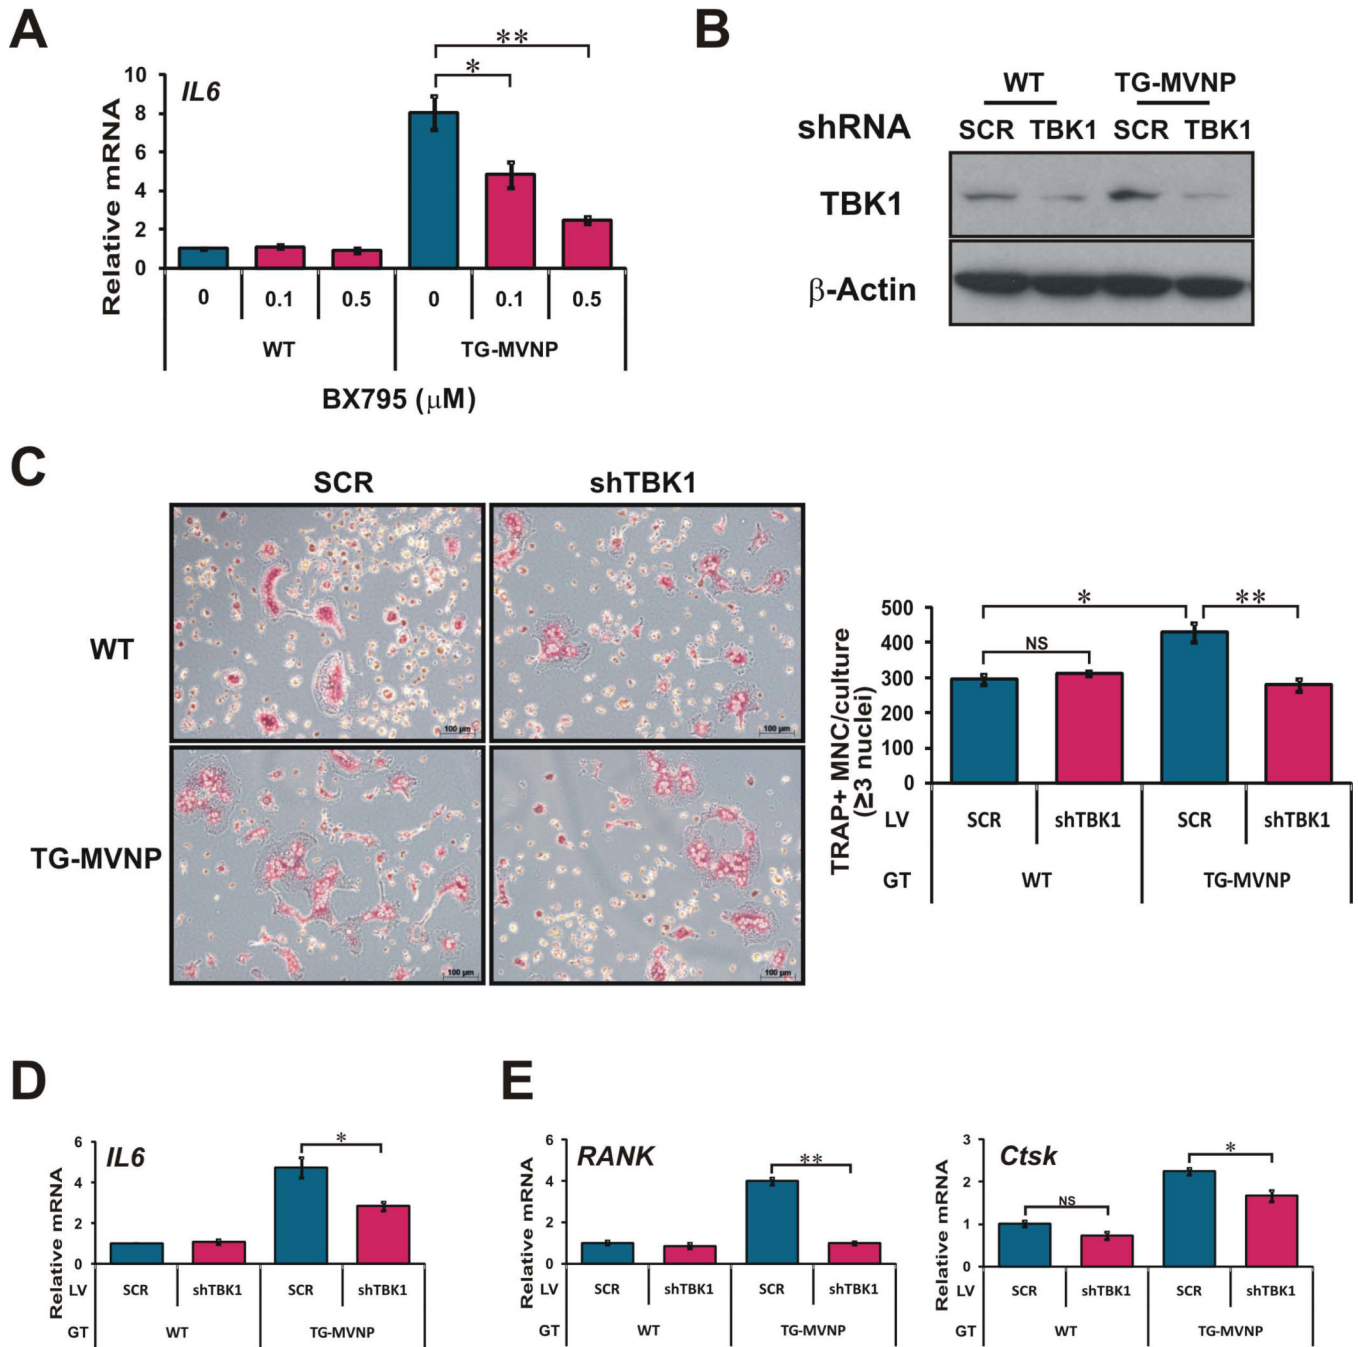 A
**
*
10
8
6
4
2
0
IL6
Relative mRNA
0 0.1 0.5 0 0.1 0.5
WT TG-MVNP
BX795 (μM)
B
WT TG-MVNP
shRNA SCR TBK1 SCR TBK1
TBK1
β-Actin
C
SCR shTBK1
WT
TG-MVNP
100 µm
100 µm
100 µm
100 µm
TRAP+ MNC/culture
(≥3 nuclei)
* **
NS
500
400
300
200
100
0
LV SCR shTBK1 SCR shTBK1
GT WT TG-MVNP
D
IL6
*
Relative mRNA
6
4
2
0
LV SCR shTBK1 SCR shTBK1
GT WT TG-MVNP
E
RANK
**
Relative mRNA
6
4
2
0
LV SCR shTBK1 SCR shTBK1
GT WT TG-MVNP
Ctsk
NS *
Relative mRNA
3
2
1
0
LV SCR shTBK1 SCR shTBK1
GT WT TG-MVNP